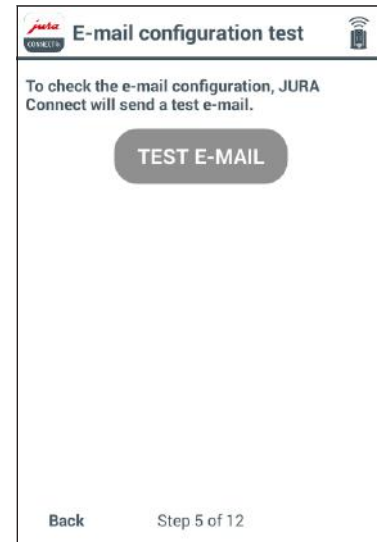 jura
CONNECT
E-mail configuration test
To check the e-mail configuration, JURA
Connect will send a test e-mail.
TEST E-MAIL
Back
Step 5 of 12